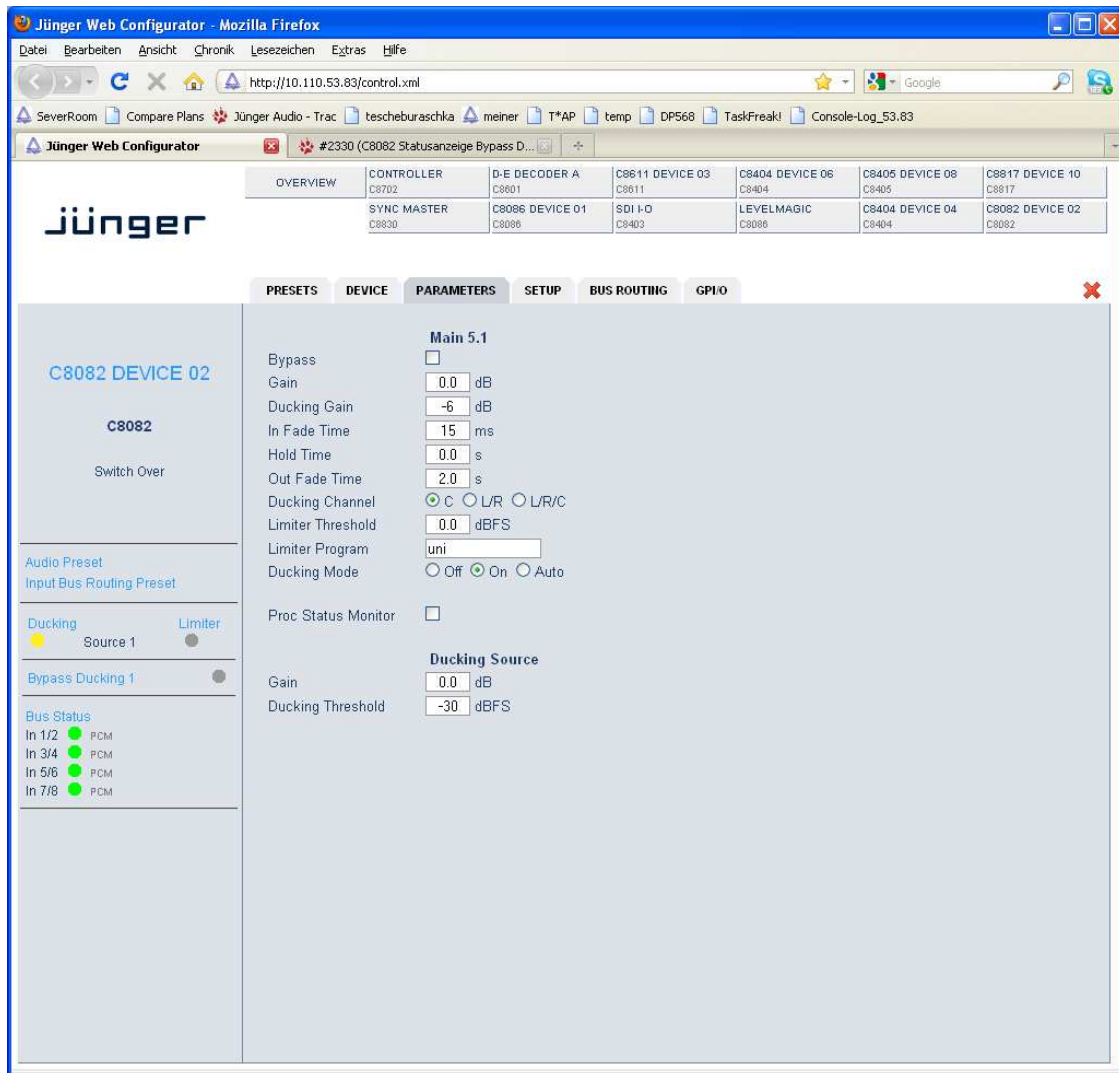 Jünger Web Configurator - Mozilla Firefox
Datei Bearbeiten Ansicht Chronik Lesezeichen Extras Hilfe
http://10.110.53.83/control.xml
Google
SeverRoom Compare Plans Jünger Audio - Trac tescheburaschka meiner T*AP temp DP568 TaskFreak! Console-Log_53.83
Jünger Web Configurator #2330 (C8082 Statusanzeige Bypass D...
OVERVIEW
CONTROLLER D-E DECODER A C8611 DEVICE 03 C8404 DEVICE 06 C8405 DEVICE 08 C8817 DEVICE 10
C8702 C8601 C8611 C8404 C8405 C8817
SYNC MASTER C8086 DEVICE 01 SDI I-O LEVELMAGIC C8404 DEVICE 04 C8082 DEVICE 02
C8830 C8086 C8403 C8086 C8404 C8082
jünger
PRESETS DEVICE PARAMETERS SETUP BUS ROUTING GPI/O
C8082 DEVICE 02
C8082
Switch Over
Audio Preset
Input Bus Routing Preset
Ducking Limiter
Source 1
Bypass Ducking 1
Bus Status
In 1/2 PCM
In 3/4 PCM
In 5/6 PCM
In 7/8 PCM
Main 5.1
Bypass
Gain 0.0 dB
Ducking Gain -6 dB
In Fade Time 15 ms
Hold Time 0.0 s
Out Fade Time 2.0 s
Ducking Channel C L/R L/R/C
Limiter Threshold 0.0 dBFS
Limiter Program uni
Ducking Mode Off On Auto
Proc Status Monitor
Ducking Source
Gain 0.0 dB
Ducking Threshold -30 dBFS